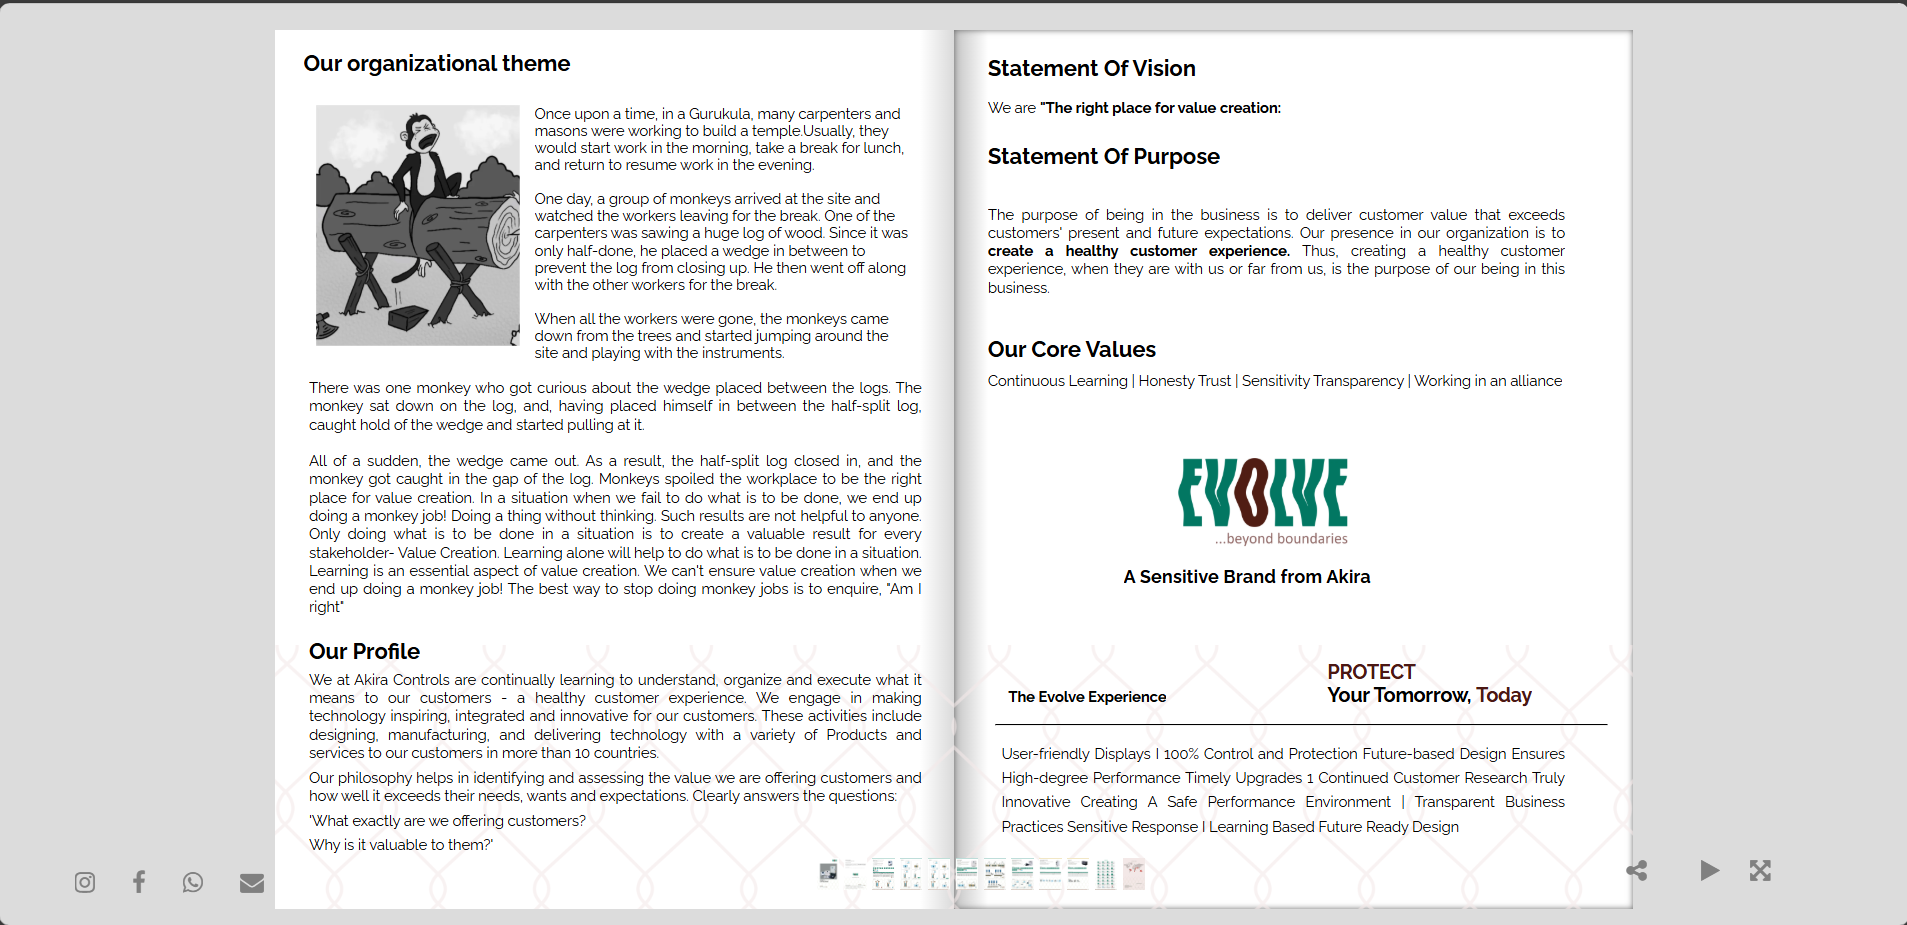 Our organizational theme
Once upon a time, in a Gurukula, many carpenters and
masons were working to build a temple.Usually, they
would start work in the morning, take a break for lunch,
and return to resume work in the evening.
One day, a group of monkeys arrived at the site and
watched the workers leaving for the break. One of the
carpenters was sawing a huge log of wood. Since it was
only half-done, he placed a wedge in between to
prevent the log from closing up. He then went off along
with the other workers for the break.
When all the workers were gone, the monkeys came
down from the trees and started jumping around the
site and playing with the instruments.
There was one monkey who got curious about the wedge placed between the logs. The
monkey sat down on the log, and, having placed himself in between the half-split log,
caught hold of the wedge and started pulling at it.
All of a sudden, the wedge came out. As a result, the half-split log closed in, and the
monkey got caught in the gap of the log. Monkeys spoiled the workplace to be the right
place for value creation. In a situation when we fail to do what is to be done, we end up
doing a monkey job! Doing a thing without thinking. Such results are not helpful to anyone.
Only doing what is to be done in a situation is to create a valuable result for every
stakeholder- Value Creation. Learning alone will help to do what is to be done in a situation.
Learning is an essential aspect of value creation. We can't ensure value creation when we
end up doing a monkey job! The best way to stop doing monkey jobs is to enquire, "Am I
right"
Our Profile
We at Akira Controls are continually learning to understand, organize and execute what it
means to our customers - a healthy customer experience. We engage in making
technology inspiring, integrated and innovative for our customers. These activities include
designing, manufacturing, and delivering technology with a variety of Products and
services to our customers in more than 10 countries.
Our philosophy helps in identifying and assessing the value we are offering customers and
how well it exceeds their needs, wants and expectations. Clearly answers the questions:
'What exactly are we offering customers?
Why is it valuable to them?'
Statement Of Vision
We are "The right place for value creation:
Statement Of Purpose
The purpose of being in the business is to deliver customer value that exceeds
customers' present and future expectations. Our presence in our organization is to
create a healthy customer experience. Thus, creating a healthy customer
experience, when they are with us or far from us, is the purpose of our being in this
business.
Our Core Values
Continuous Learning | Honesty Trust | Sensitivity Transparency | Working in an alliance
EVOLVE
...beyond boundaries
A Sensitive Brand from Akira
The Evolve Experience
PROTECT
Your Tomorrow, Today
User-friendly Displays I 100% Control and Protection Future-based Design Ensures
High-degree Performance Timely Upgrades 1 Continued Customer Research Truly
Innovative Creating A Safe Performance Environment | Transparent Business
Practices Sensitive Response I Learning Based Future Ready Design